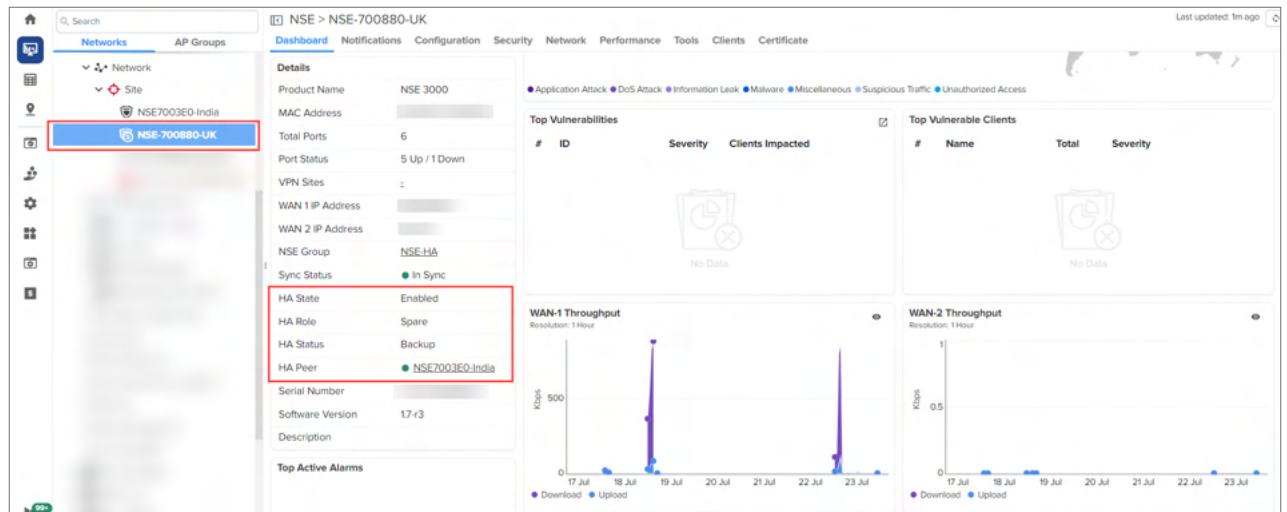 Search
Networks AP Groups
Network
Site
NSE7003E0-India
NSE-700880-UK
99+
NSE > NSE-700880-UK
Last updated: 1m ago
Dashboard Notifications Configuration Security Network Performance Tools Clients Certificate
Details
Product Name NSE 3000
MAC Address
Total Ports 6
Port Status 5 Up / 1 Down
VPN Sites -
WAN 1 IP Address
WAN 2 IP Address
NSE Group NSE-HA
Sync Status In Sync
HA State Enabled
HA Role Spare
HA Status Backup
HA Peer NSE7003E0-India
Serial Number
Software Version 1.7-r3
Description
Top Active Alarms
Application Attack DoS Attack Information Leak Malware Miscellaneous Suspicious Traffic Unauthorized Access
Top Vulnerabilities
# ID Severity Clients Impacted
No Data
Top Vulnerable Clients
# Name Total Severity
No Data
WAN-1 Throughput
Resolution: 1 Hour
Kbps
500
0
17 Jul 18 Jul 19 Jul 20 Jul 21 Jul 22 Jul 23 Jul
Download Upload
WAN-2 Throughput
Resolution: 1 Hour
Kbps
1
0.5
0
17 Jul 18 Jul 19 Jul 20 Jul 21 Jul 22 Jul 23 Jul
Download Upload